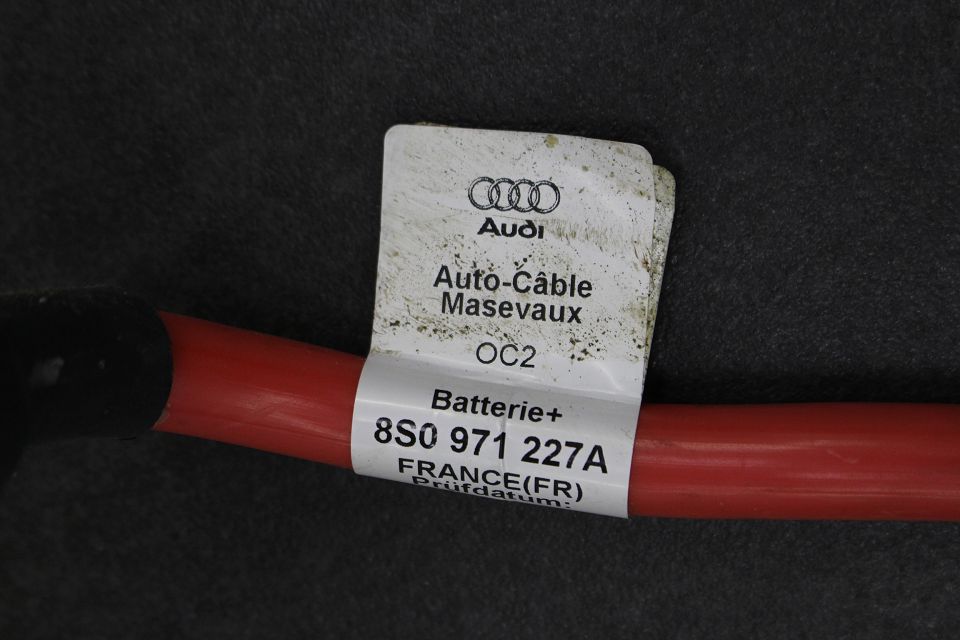 Audi
Auto-Câble
Masevaux
OC2
Batterie+
8S0 971 227A
FRANCE(FR)
Prüfdatum: